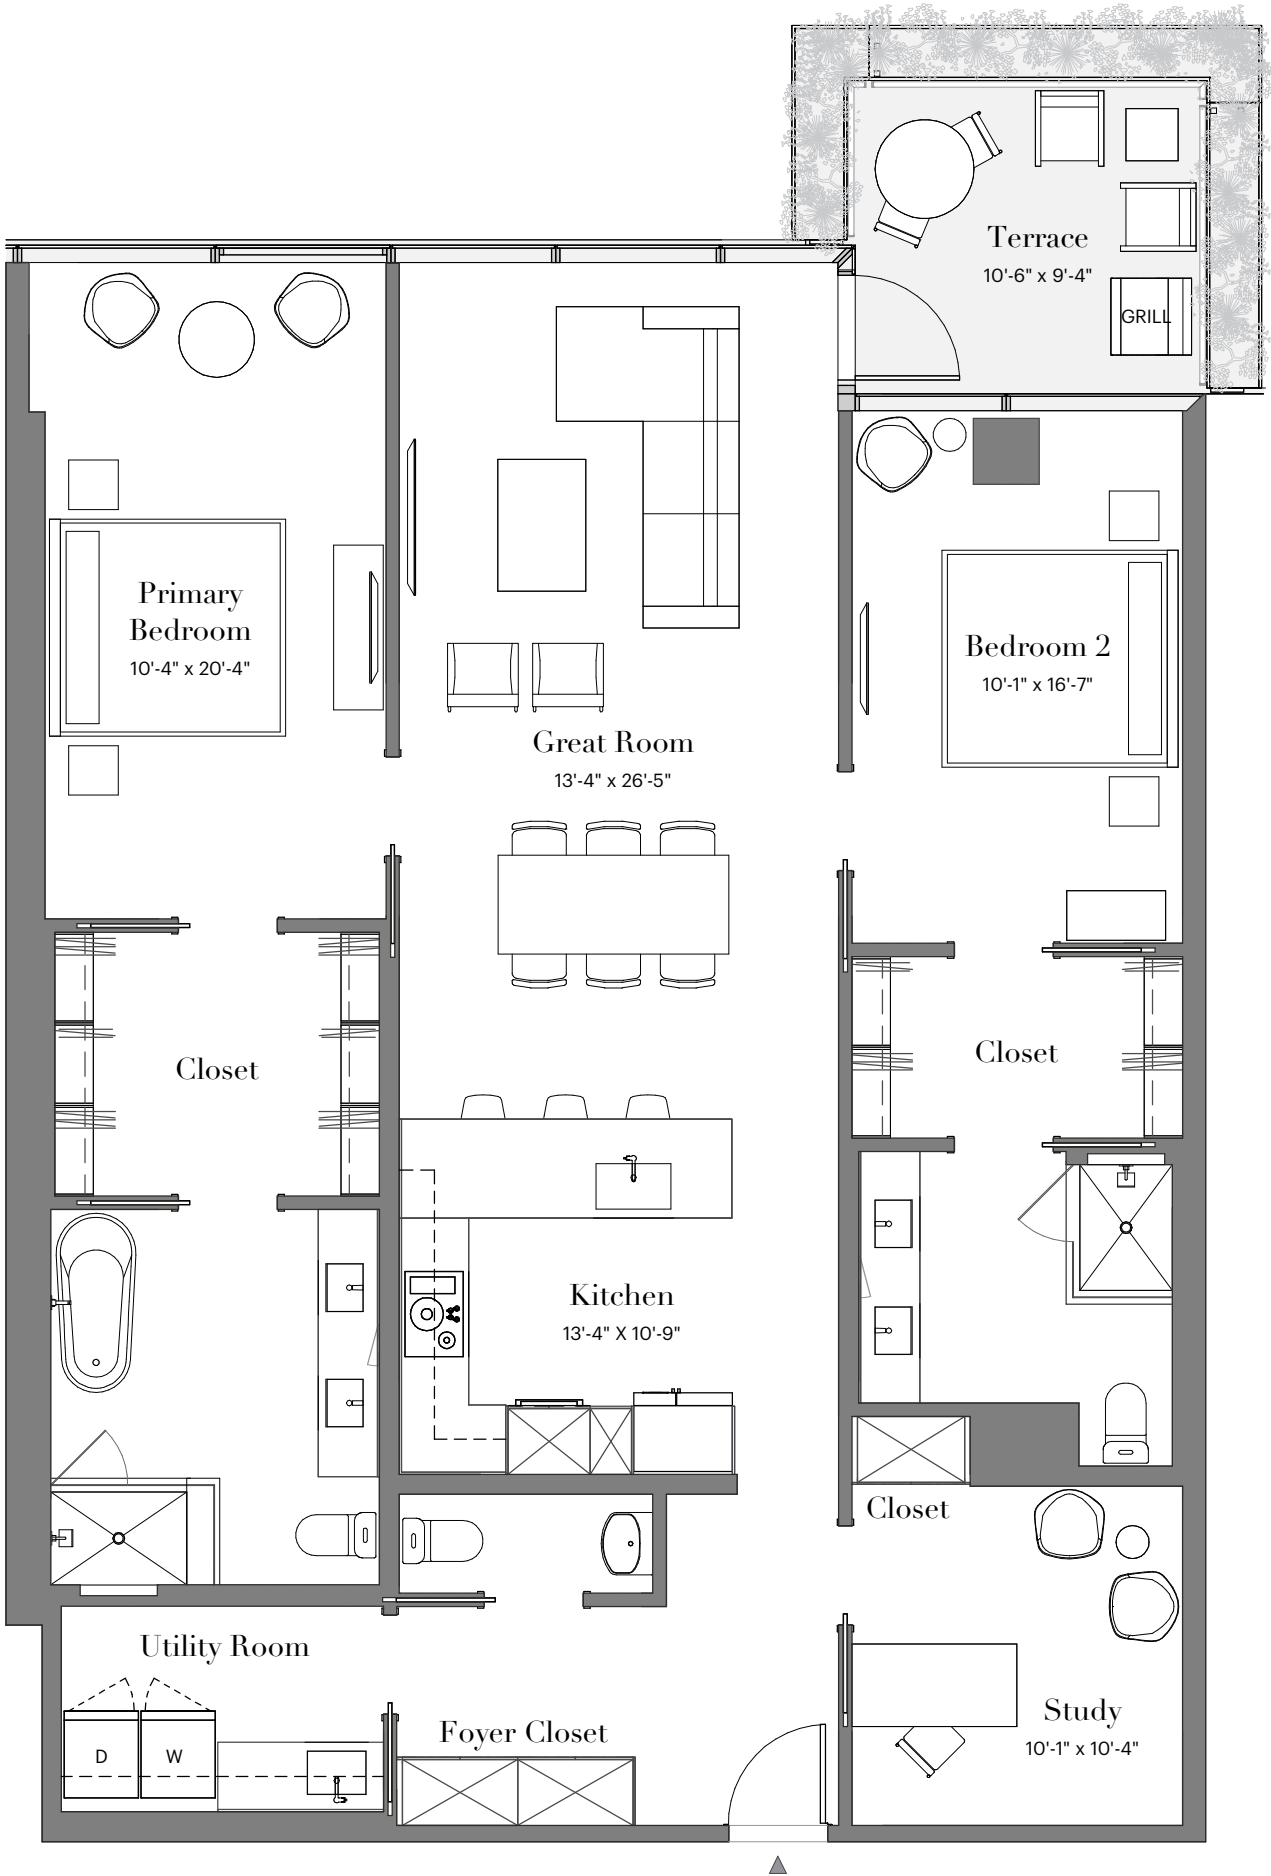 Terrace
10'-6" x 9'-4"
GRILL
Primary
Bedroom
10'-4" x 20'-4"
Bedroom 2
10'-1" x 16'-7"
Great Room
13'-4" x 26'-5"
Closet
Closet
Kitchen
13'-4" X 10'-9"
Closet
Utility Room
D
W
Foyer Closet
Study
10'-1" x 10'-4"